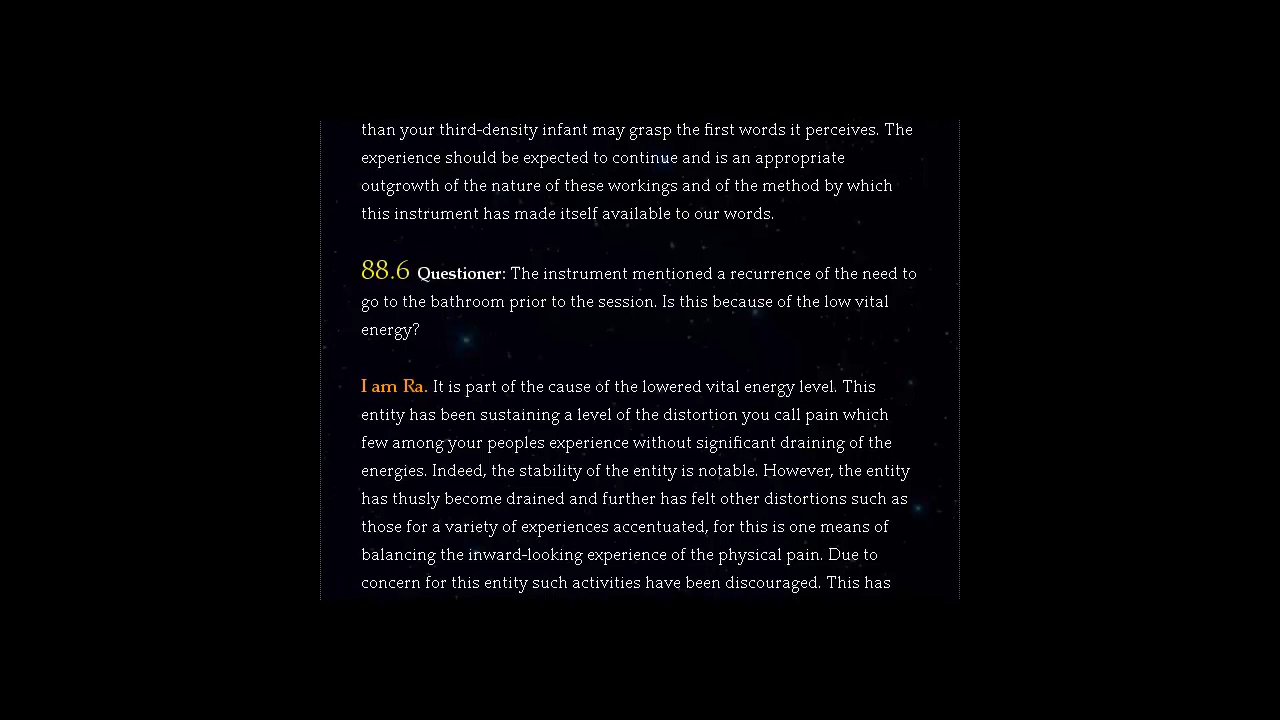 than your third-density infant may grasp the first words it perceives. The
experience should be expected to continue and is an appropriate
outgrowth of the nature of these workings and of the method by which
this instrument has made itself available to our words.
88.6 Questioner: The instrument mentioned a recurrence of the need to
go to the bathroom prior to the session. Is this because of the low vital
energy?
I am Ra. It is part of the cause of the lowered vital energy level. This
entity has been sustaining a level of the distortion you call pain which
few among your peoples experience without significant draining of the
energies. Indeed, the stability of the entity is notable. However, the entity
has thusly become drained and further has felt other distortions such as
those for a variety of experiences accentuated, for this is one means of
balancing the inward-looking experience of the physical pain. Due to
concern for this entity such activities have been discouraged. This has